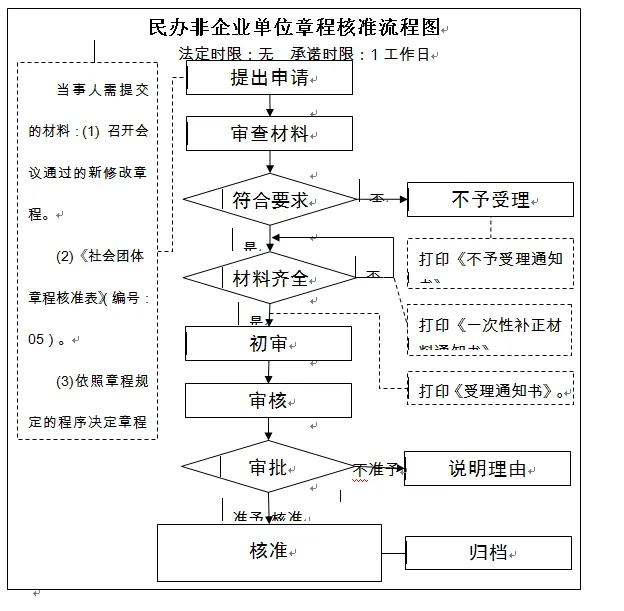 民办非企业单位章程核准流程图
法定时限：无 承诺时限：1 工作日
当事人需提交
的材料：(1) 召开会
议通过的新修改章
程。
(2)《社会团体
章程核准表》（编号：
05）。
(3)依照章程规
定的程序决定章程
提出申请
审查材料
符合要求
否
不予受理
打印《不予受理通知
书》
是
材料齐全
否
打印《一次性补正材
料通知书》
是
初审
打印《受理通知书》。
审核
审批
不准予
说明理由
准予 核准
核准
归档